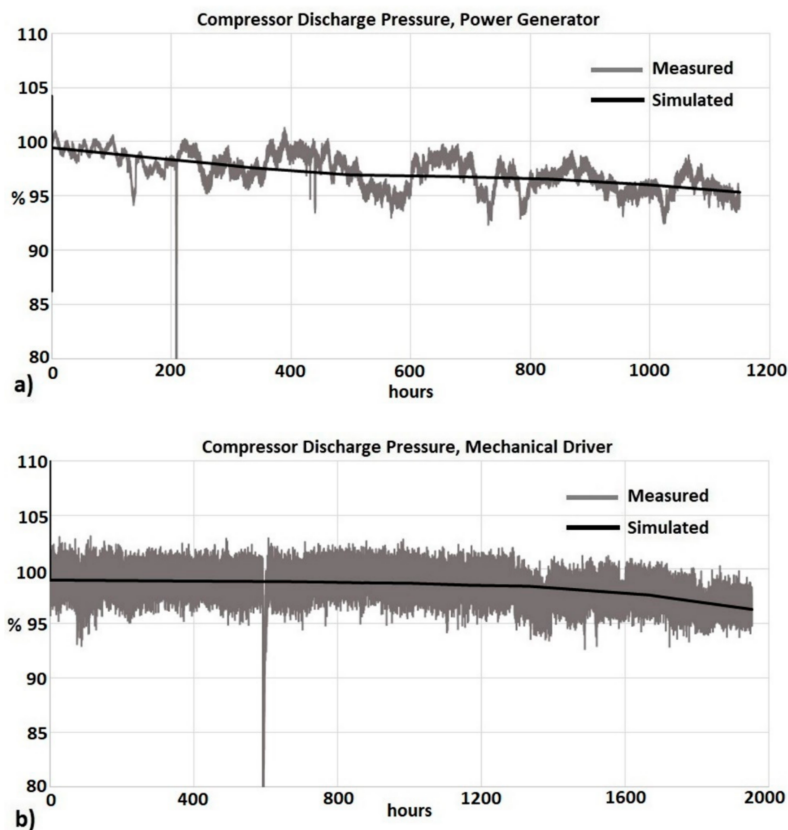 Compressor Discharge Pressure, Power Generator
110
105
100
%
95
90
85
80
Measured
Simulated
0 200 400 600 800 1000 1200
hours
a)
Compressor Discharge Pressure, Mechanical Driver
110
105
100
%
95
90
85
80
Measured
Simulated
0 400 800 1200 1600 2000
hours
b)